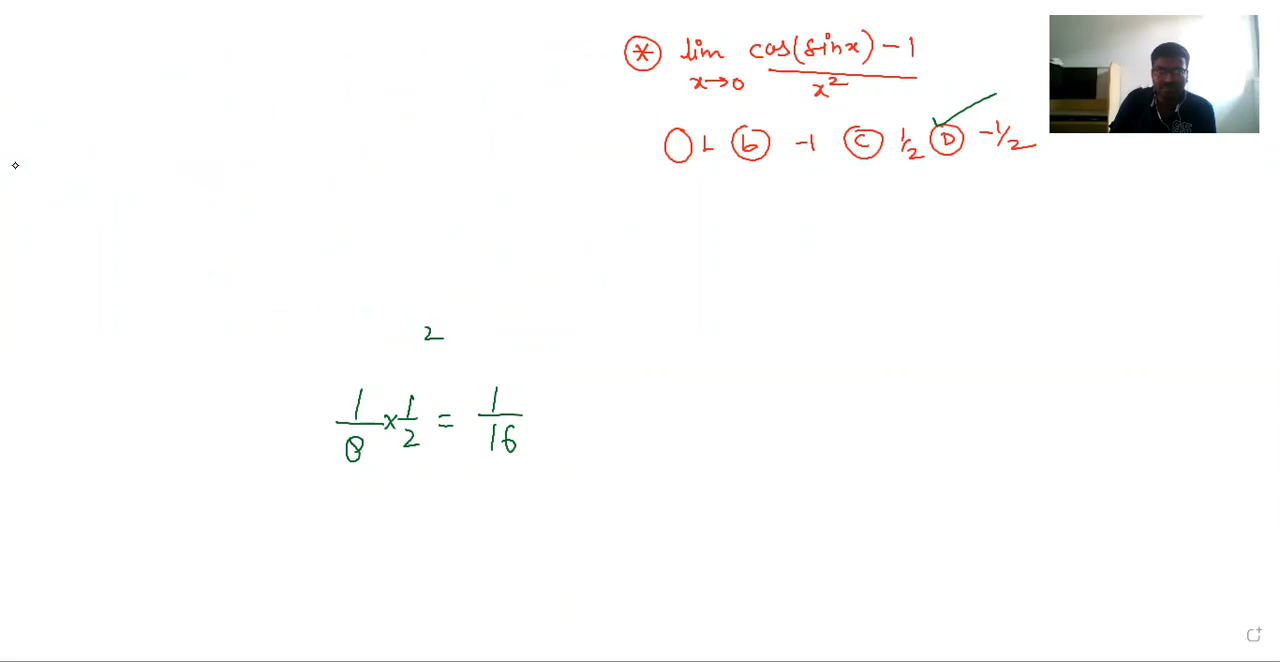 * lim cos(sinx) - 1
x→0 x²
1 b -1 C 1/2 D -1/2
2
1/8 × 1/2 = 1/16